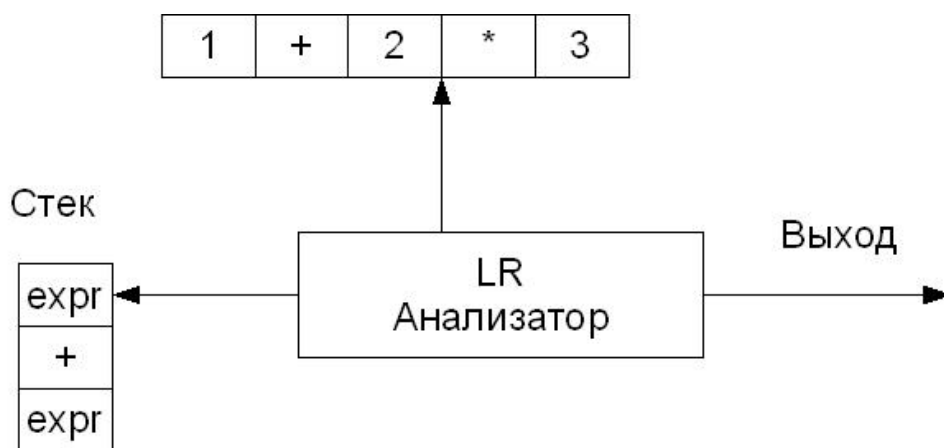 1 + 2 * 3
Стек
Выход
LR
Анализатор
expr
+
expr